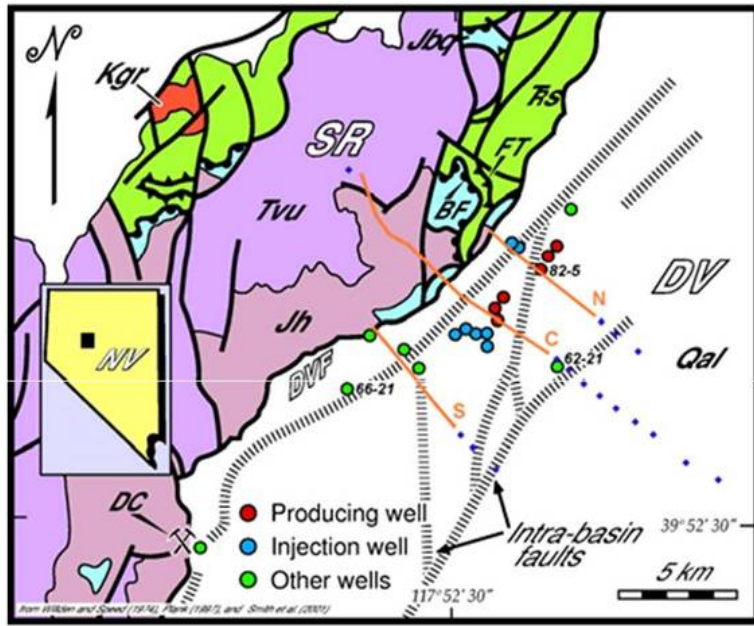 N
Kgr
Jbq
SR
Tvu
BF
FT
Jh
DVF
DV
Qal
82-5
N
C
S
62-21
66-21
NV
DC
Producing well
Injection well
Other wells
Intra-basin
faults
39° 52' 30"
117° 52' 30"
5 km
from Willden and Speed (1974), Plank (1997), and Smith et al. (2001)